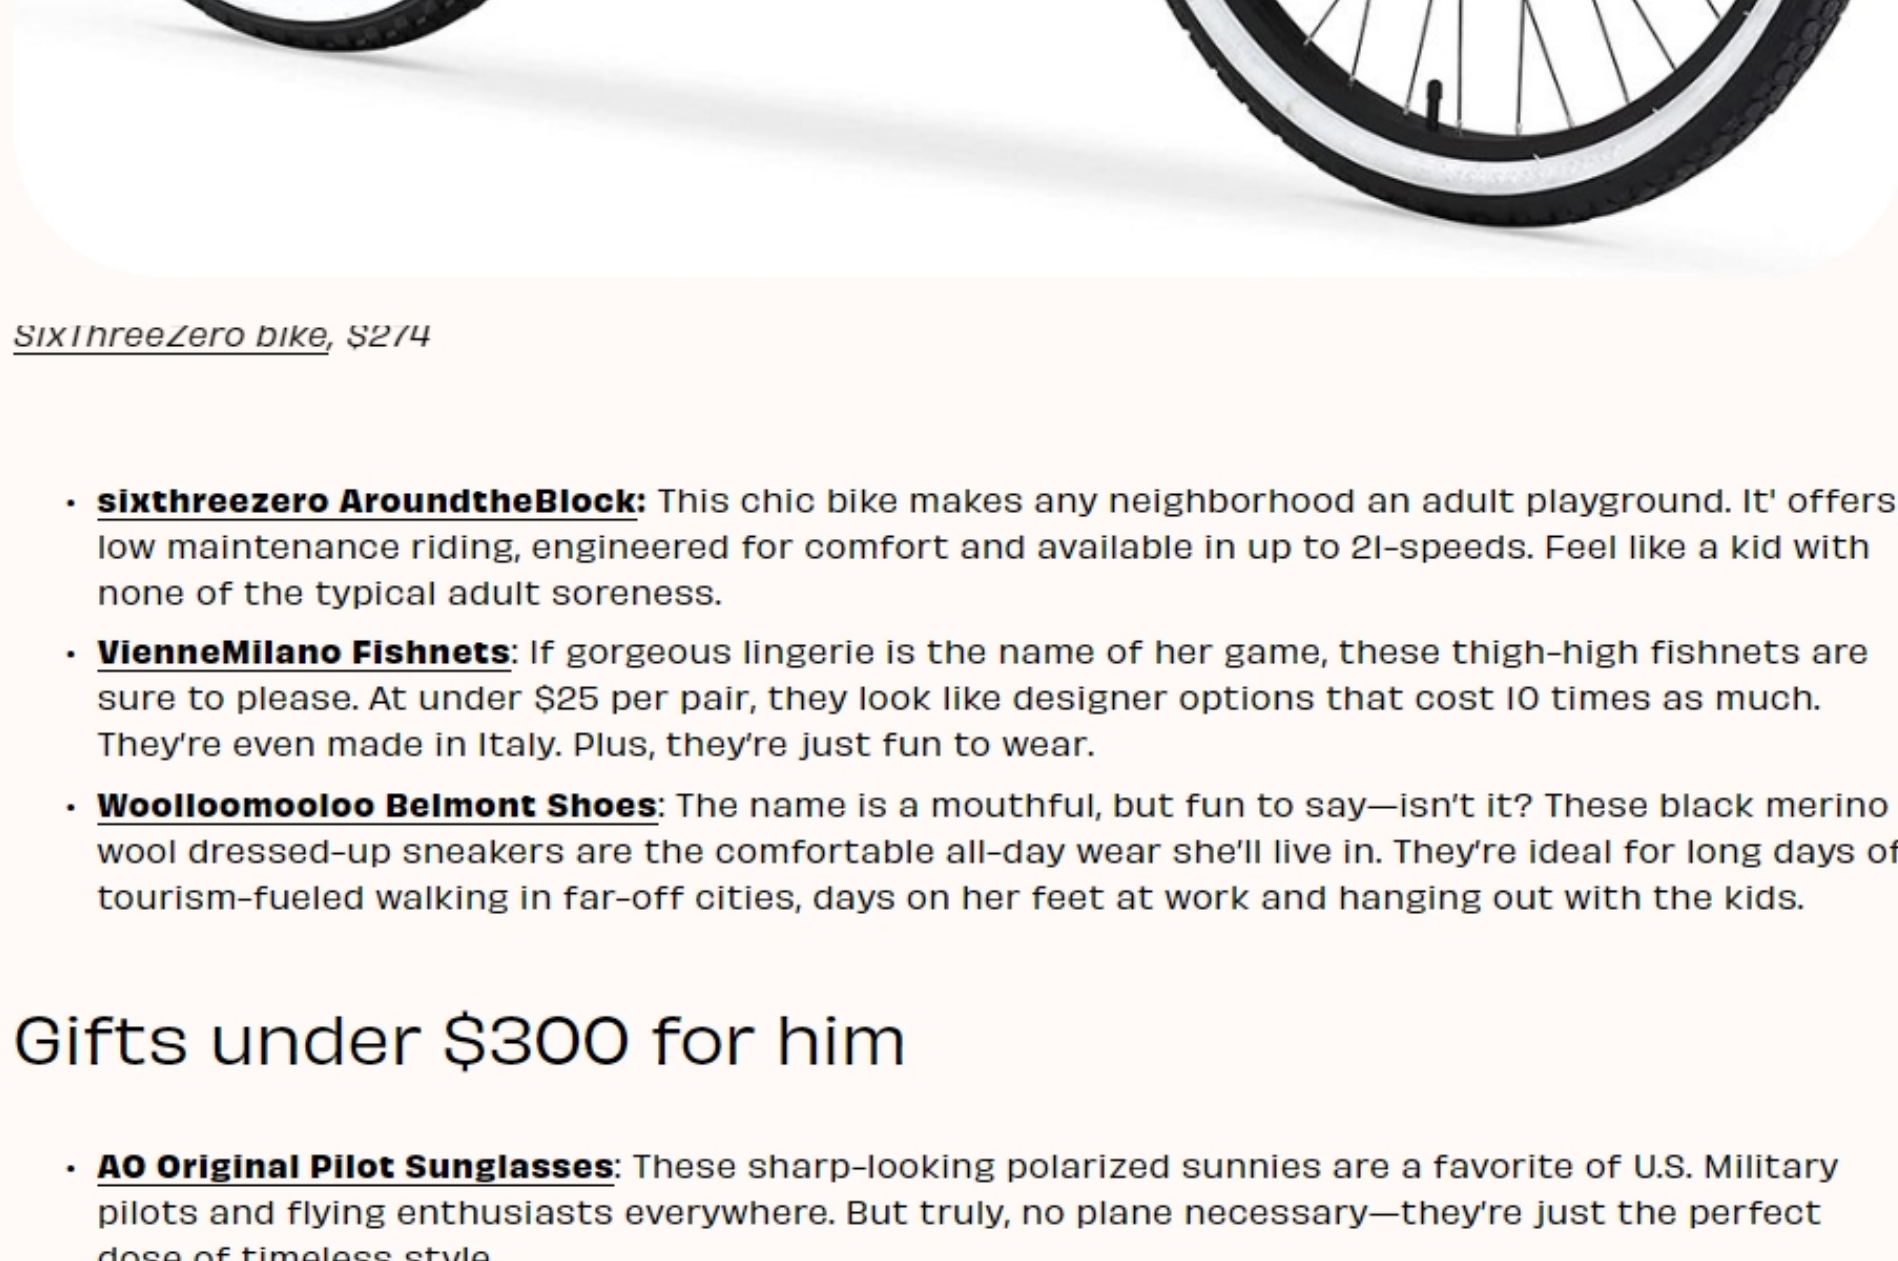 SixThreeZero bike, $274
• sixthreezero AroundtheBlock: This chic bike makes any neighborhood an adult playground. It' offers
low maintenance riding, engineered for comfort and available in up to 21-speeds. Feel like a kid with
none of the typical adult soreness.
• VienneMilano Fishnets: If gorgeous lingerie is the name of her game, these thigh-high fishnets are
sure to please. At under $25 per pair, they look like designer options that cost 10 times as much.
They're even made in Italy. Plus, they're just fun to wear.
• Woolloomooloo Belmont Shoes: The name is a mouthful, but fun to say—isn't it? These black merino
wool dressed-up sneakers are the comfortable all-day wear she'll live in. They're ideal for long days of
tourism-fueled walking in far-off cities, days on her feet at work and hanging out with the kids.
Gifts under $300 for him
• AO Original Pilot Sunglasses: These sharp-looking polarized sunnies are a favorite of U.S. Military
pilots and flying enthusiasts everywhere. But truly, no plane necessary—they're just the perfect
dose of timeless style.